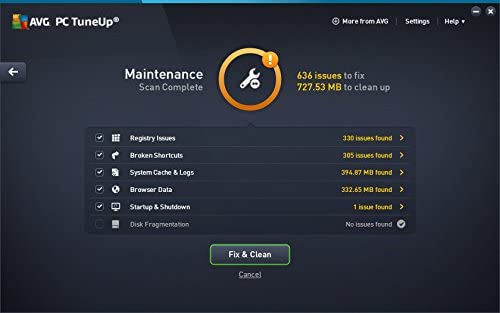 AVG. PC TuneUp®
More from AVG Settings Help
Maintenance
Scan Complete
636 issues to fix
727.53 MB to clean up
Registry Issues 330 issues found
Broken Shortcuts 305 issues found
System Cache & Logs 394.87 MB found
Browser Data 332.65 MB found
Startup & Shutdown 1 issue found
Disk Fragmentation No issues found
Fix & Clean
Cancel